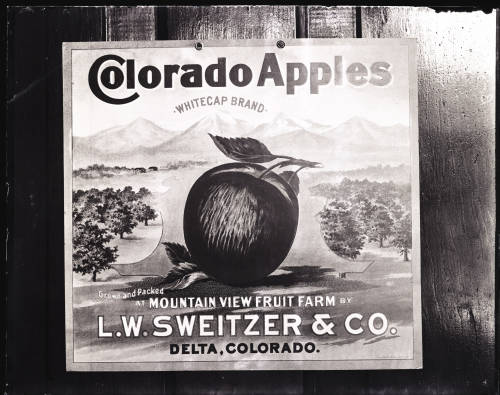 Colorado Apples
-WHITECAP BRAND-
Grown and Packed
AT MOUNTAIN VIEW FRUIT FARM BY
L.W. SWEITZER & CO.
DELTA, COLORADO.